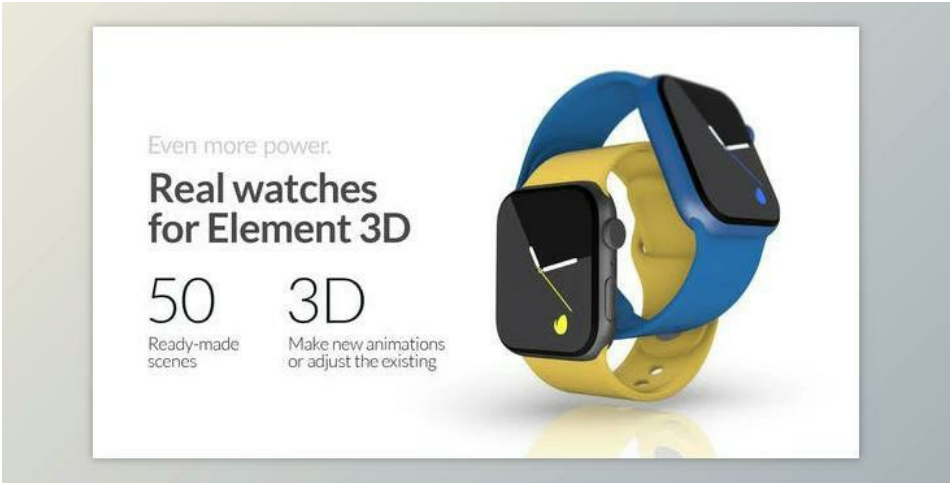 Even more power.
Real watches
for Element 3D
50
Ready-made
scenes
3D
Make new animations
or adjust the existing